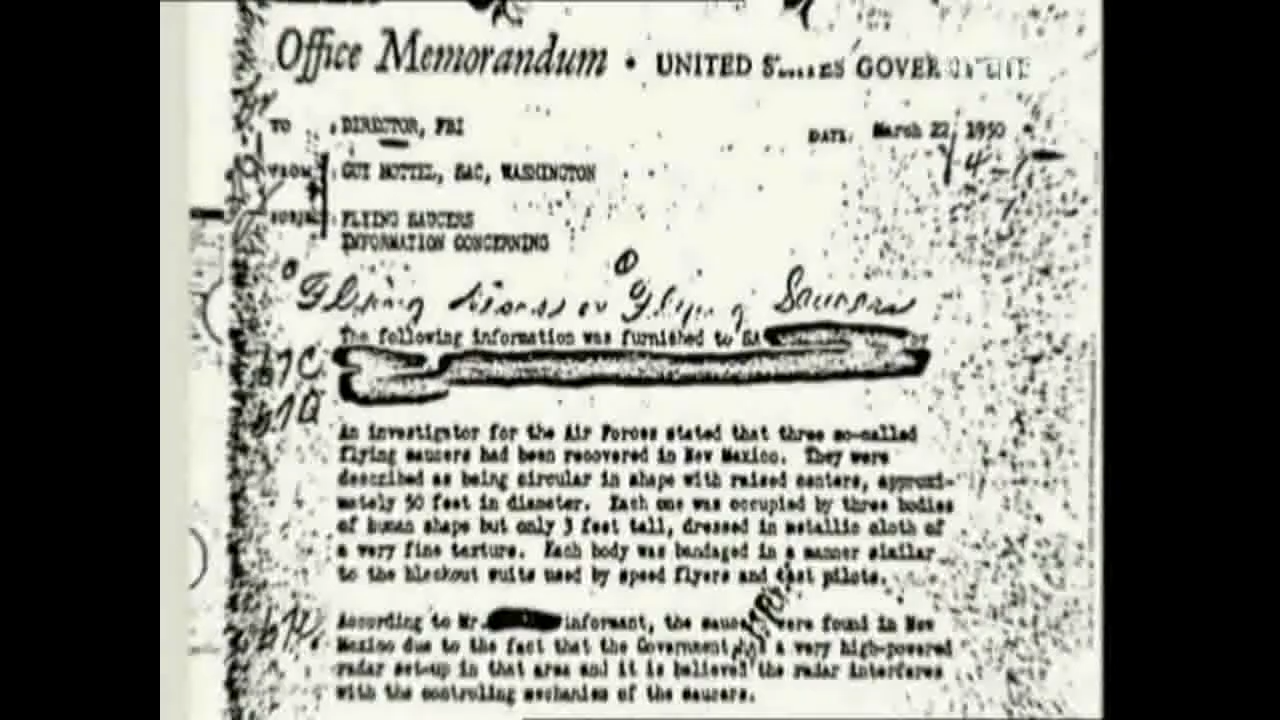 Office Memorandum • UNITED STATES GOVERNMENT
TO : DIRECTOR, FBI
DATE: March 22, 1950
FROM : GUY HOTTEL, SAC, WASHINGTON
SUBJECT: FLYING SAUCERS
INFORMATION CONCERNING
Flying Discs or Flying Saucers
The following information was furnished to SA by
b7C
An investigator for the Air Forces stated that three so-called
flying saucers had been recovered in New Mexico. They were
described as being circular in shape with raised centers, approxi-
mately 50 feet in diameter. Each one was occupied by three bodies
of human shape but only 3 feet tall, dressed in metallic cloth of
a very fine texture. Each body was bandaged in a manner similar
to the blackout suits used by speed flyers and test pilots.
According to Mr. informant, the saucers were found in New
Mexico due to the fact that the Government has a very high-powered
radar set-up in that area and it is believed the radar interferes
with the controling mechanism of the saucers.